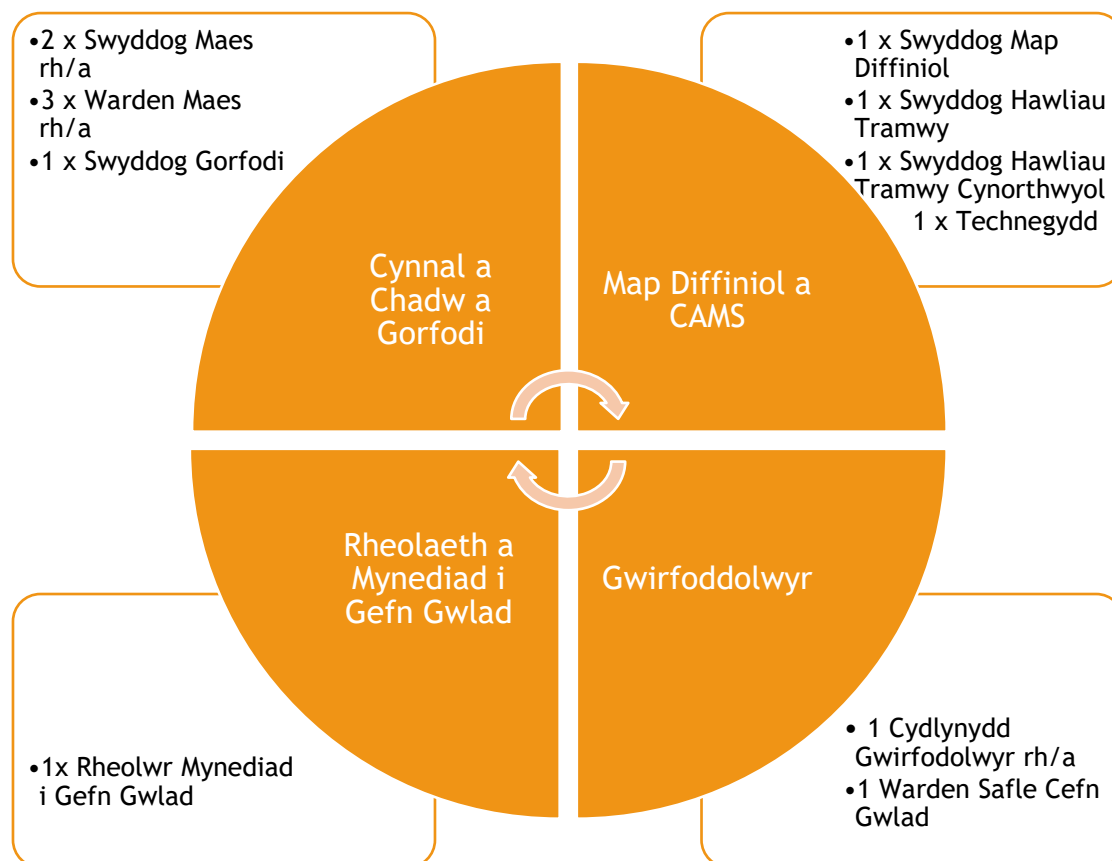 •2 x Swyddog Maes
rh/a
•3 x Warden Maes
rh/a
•1 x Swyddog Gorfodi
•1 x Swyddog Map
Diffiniol
•1 x Swyddog Hawliau
Tramwy
•1 x Swyddog Hawliau
Tramwy Cynorthwyol
1 x Technegydd
Cynnal a
Chadw a
Gorfodi
Map Diffiniol a
CAMS
Rheolaeth a
Mynediad i
Gefn Gwlad
Gwirfoddolwyr
•1x Rheolwr Mynediad
i Gefn Gwlad
• 1 Cydlynydd
Gwirfodolwyr rh/a
•1 Warden Safle Cefn
Gwlad